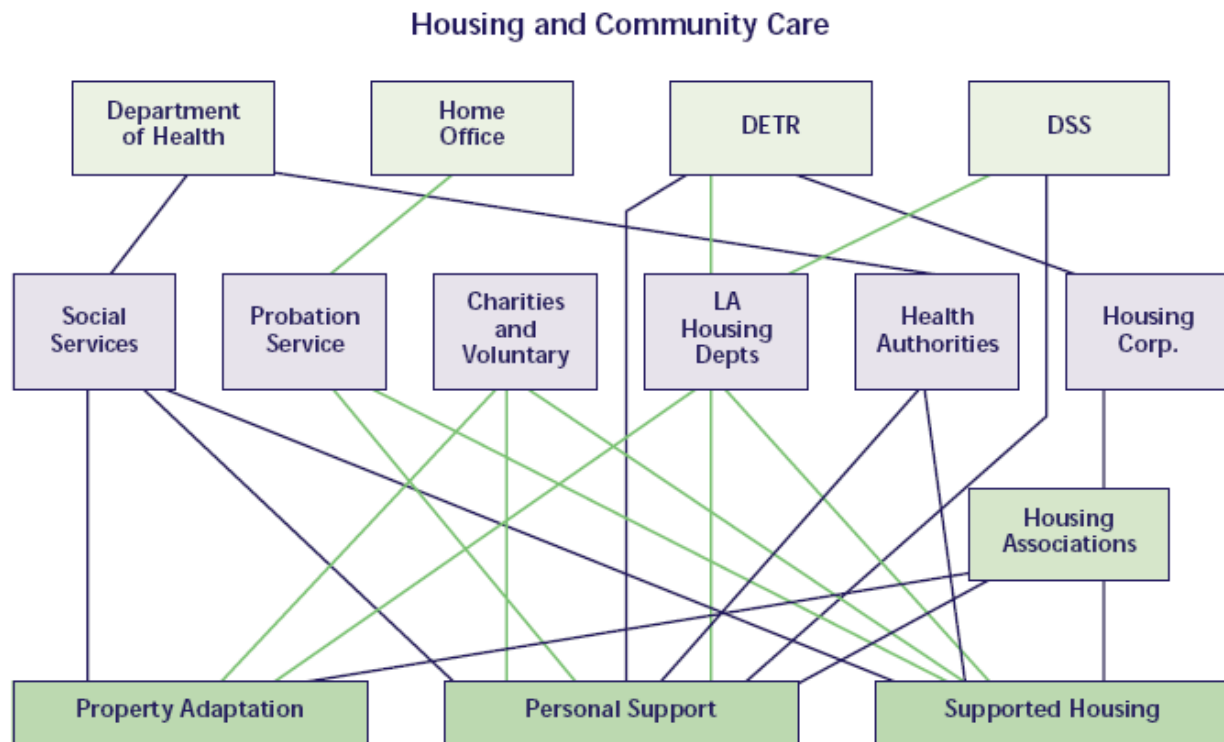 Housing and Community Care
Department
of Health
Home
Office
DETR
DSS
Social
Services
Probation
Service
Charities
and
Voluntary
LA
Housing
Depts
Health
Authorities
Housing
Corp.
Housing
Associations
Property Adaptation
Personal Support
Supported Housing